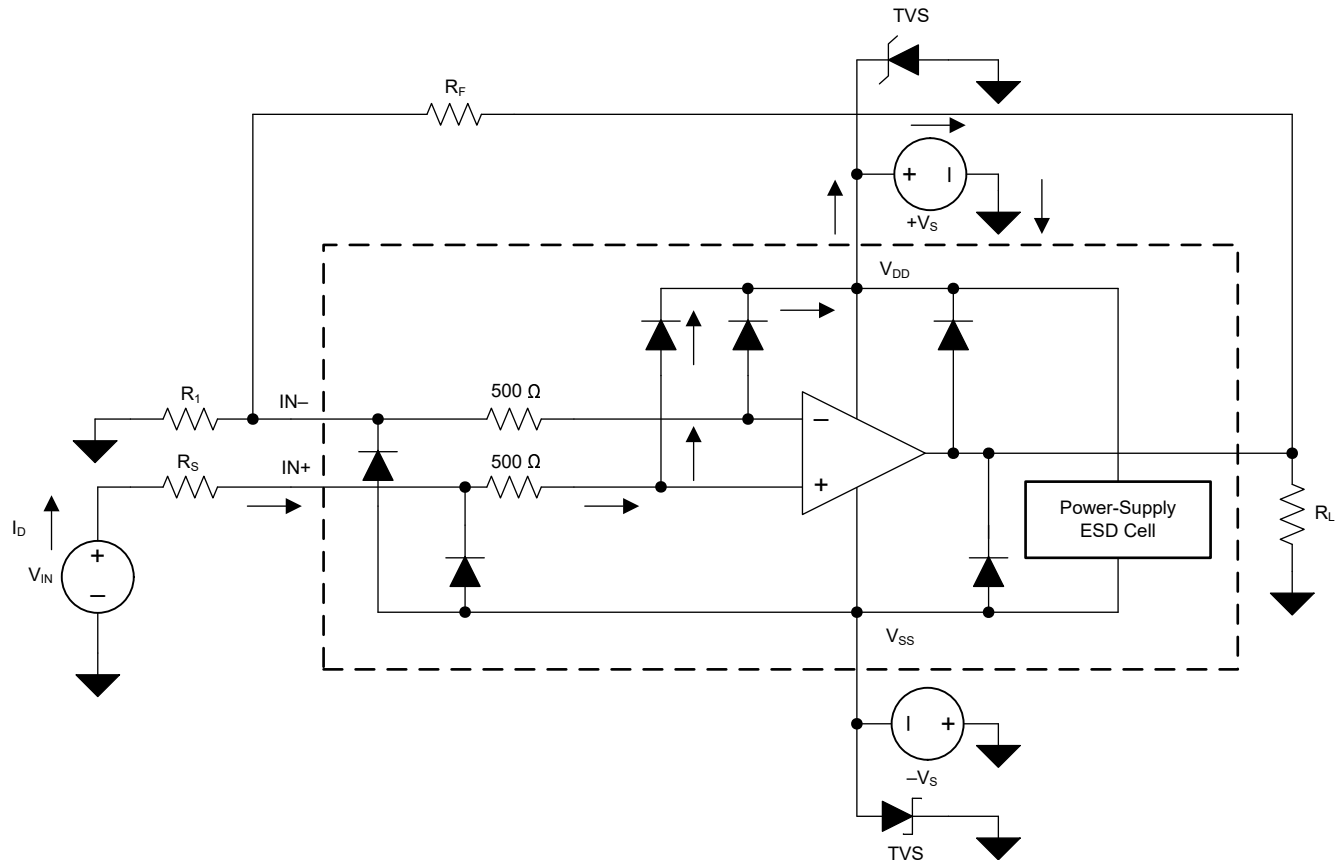 TVS
R_F
+
–
+V_S
V_DD
R_1
IN–
500 Ω
–
R_S
IN+
500 Ω
+
Power-Supply
ESD Cell
R_L
I_D
V_IN
+
–
V_SS
–
+
–V_S
TVS